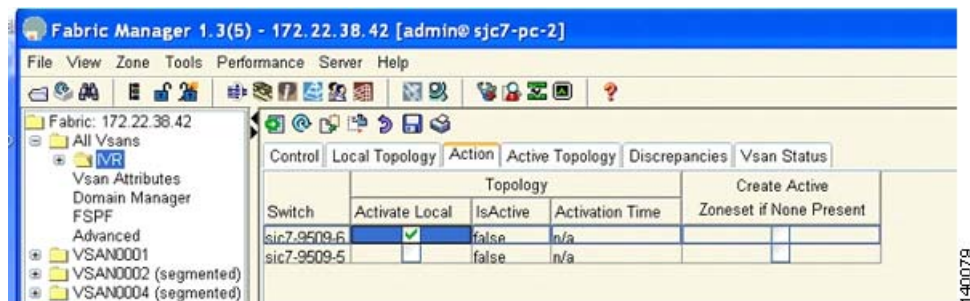 Fabric Manager 1.3(5) - 172.22.38.42 [admin@sjc7-pc-2]
File View Zone Tools Performance Server Help
Fabric: 172.22.38.42
All Vsans
IVR
Vsan Attributes
Domain Manager
FSPF
Advanced
VSAN0001
VSAN0002 (segmented)
VSAN0004 (segmented)
Control Local Topology Action Active Topology Discrepancies Vsan Status
Topology Create Active
Switch Activate Local IsActive Activation Time Zoneset if None Present
sjc7-9509-6 false n/a
sjc7-9509-5 false n/a
140079